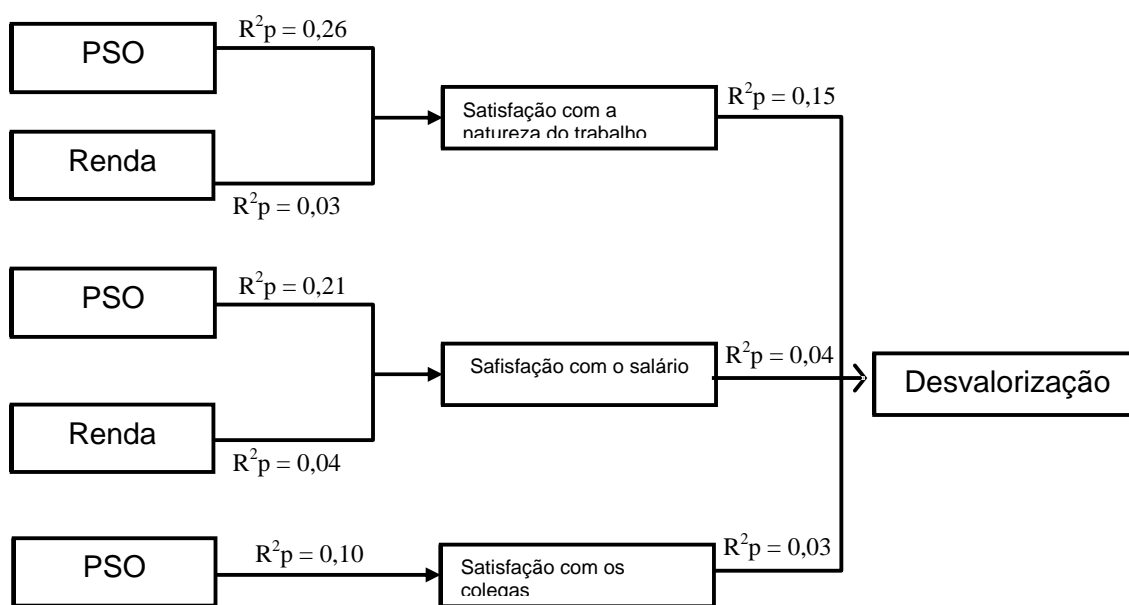 PSO
R²p = 0,26
Satisfação com a
natureza do trabalho
R²p = 0,15
Renda
R²p = 0,03
PSO
R²p = 0,21
Safisfação com o salário
R²p = 0,04
Desvalorização
Renda
R²p = 0,04
PSO
R²p = 0,10
Satisfação com os
colegas
R²p = 0,03